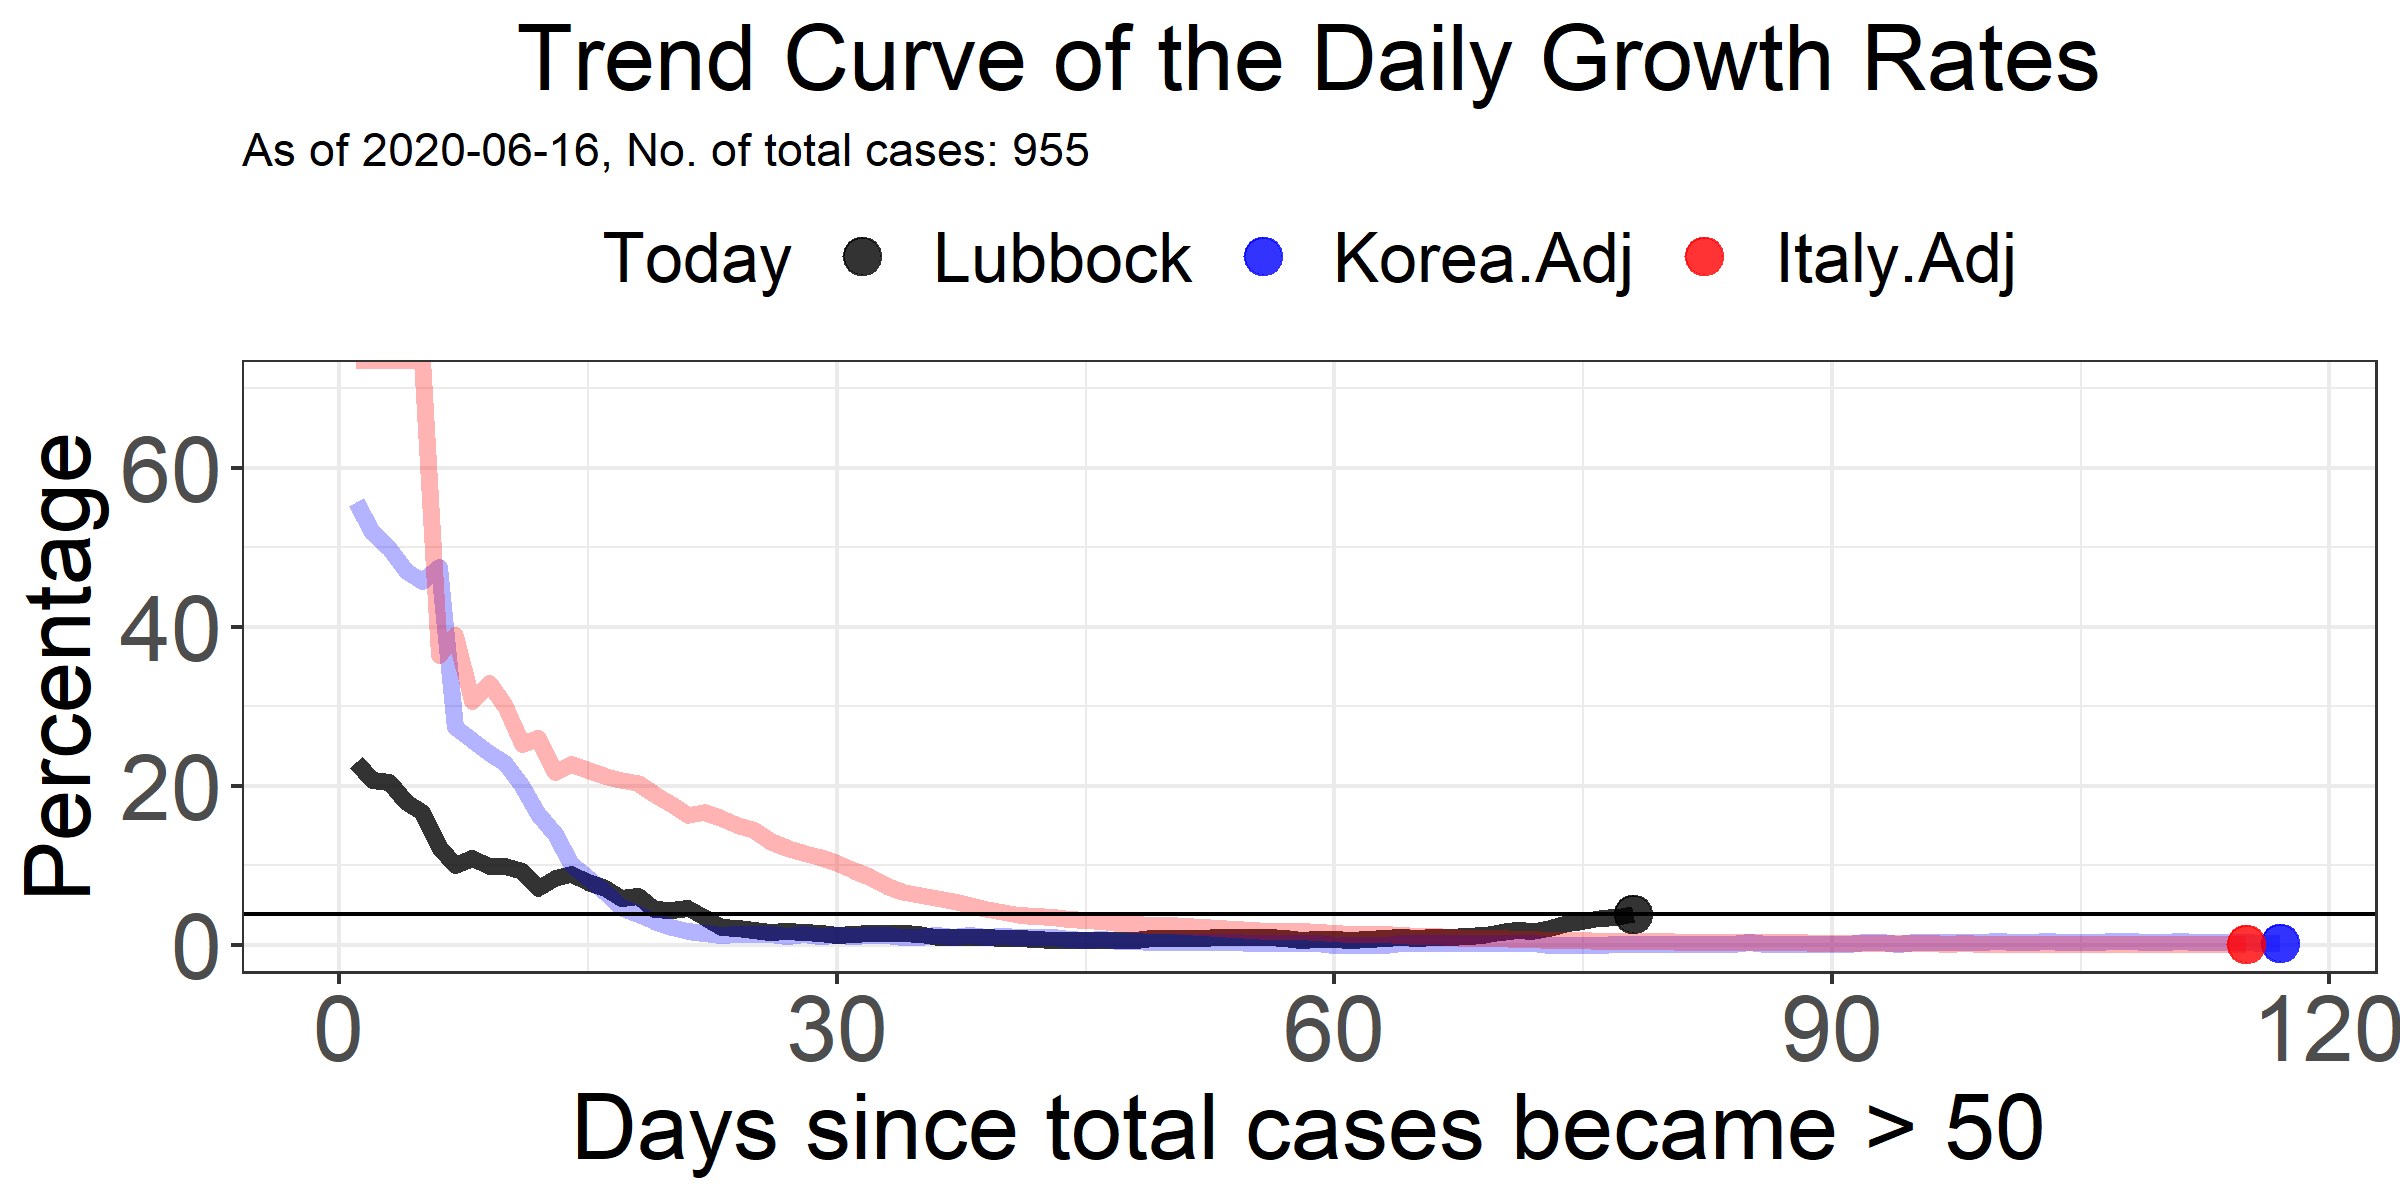 Trend Curve of the Daily Growth Rates
As of 2020-06-16, No. of total cases: 955
Today Lubbock Korea.Adj Italy.Adj
Percentage
60
40
20
0
0 30 60 90 120
Days since total cases became > 50